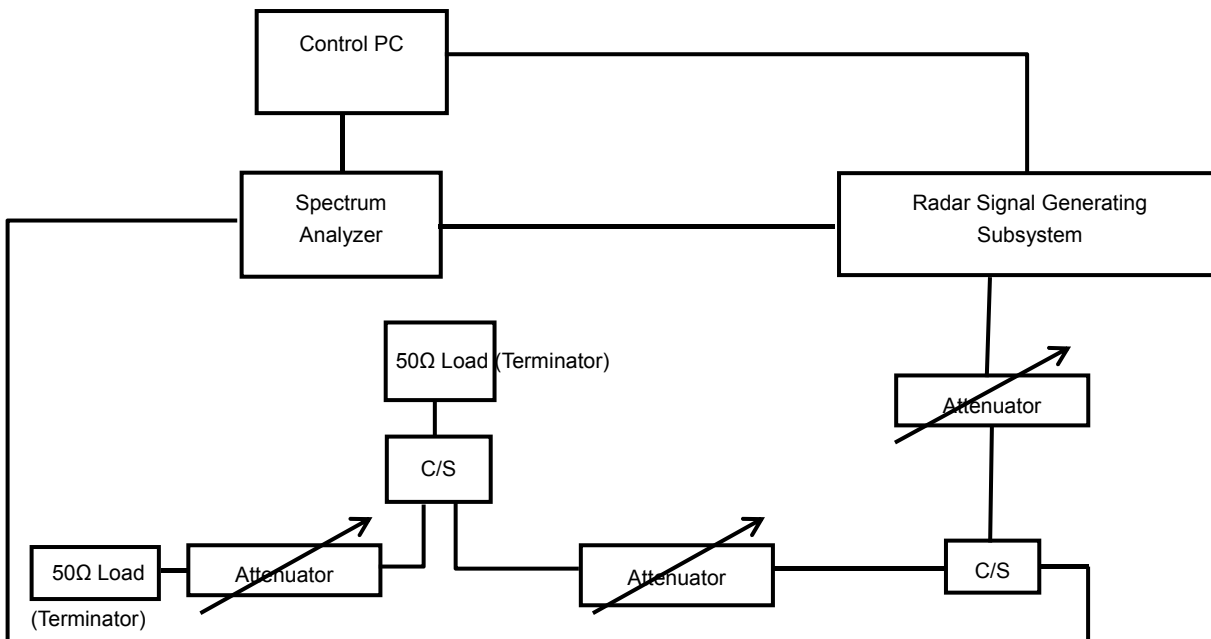 Control PC
Spectrum
Analyzer
Radar Signal Generating
Subsystem
50Ω Load (Terminator)
Attenuator
C/S
50Ω Load
(Terminator)
Attenuator
Attenuator
C/S